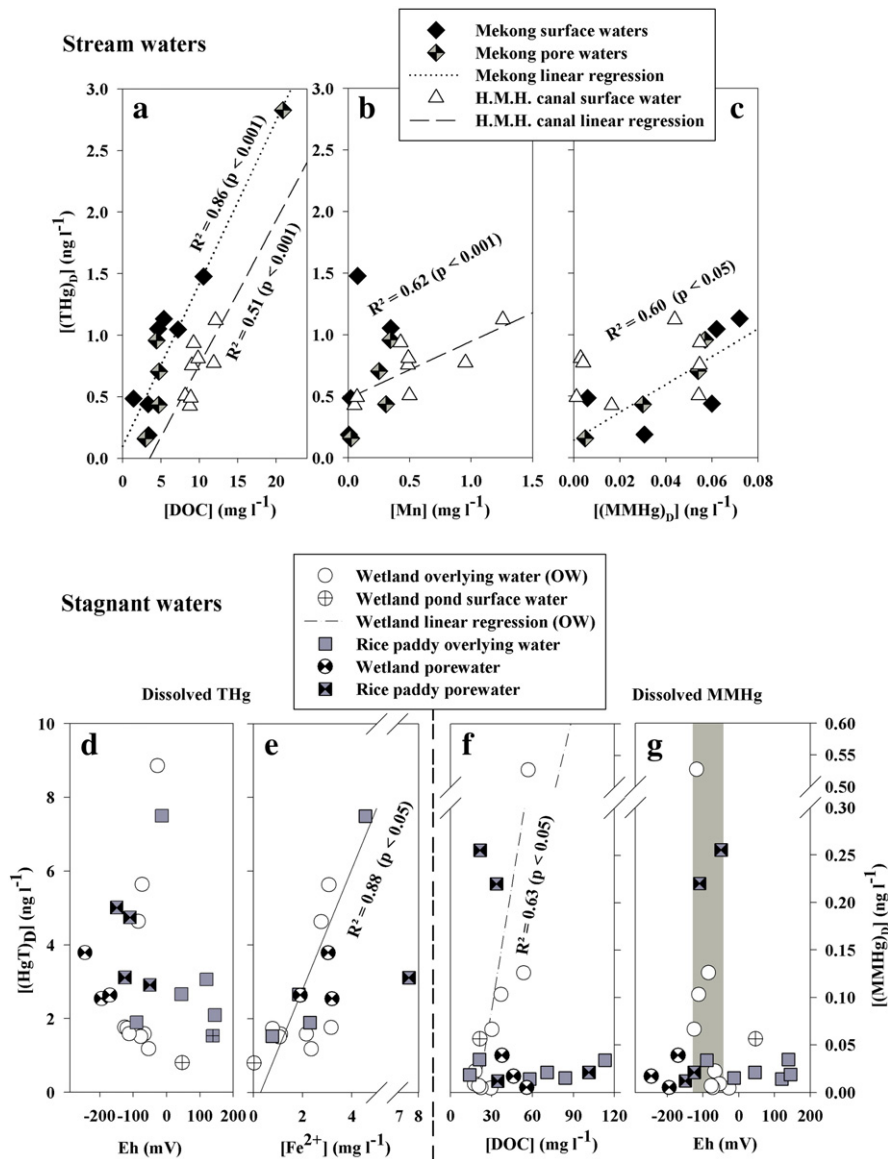 Stream waters
Mekong surface waters
Mekong pore waters
Mekong linear regression
H.M.H. canal surface water
H.M.H. canal linear regression
a
b
c
3.0
2.5
2.0
1.5
1.0
0.5
0.0
[(THg)D] (ng l-1)
R² = 0.86 (p < 0.001)
R² = 0.51 (p < 0.001)
R² = 0.62 (p < 0.001)
R² = 0.60 (p < 0.05)
0 5 10 15 20
0.0 0.5 1.0 1.5
0.00 0.02 0.04 0.06 0.08
[DOC] (mg l-1)
[Mn] (mg l-1)
[(MMHg)D] (ng l-1)
Stagnant waters
Wetland overlying water (OW)
Wetland pond surface water
Wetland linear regression (OW)
Rice paddy overlying water
Wetland porewater
Rice paddy porewater
Dissolved THg
Dissolved MMHg
d
e
f
g
10
8
6
4
2
0
[(HgT)D)] (ng l-1)
R² = 0.88 (p < 0.05)
R² = 0.63 (p < 0.05)
0.60
0.50
0.30
0.25
0.20
0.15
0.10
0.05
0.00
[(MMHg)D] (ng l-1)
-200 -100 0 100 200
0 2 4 7 8
0 30 60 90 120
-200 -100 0 100 200
Eh (mV)
[Fe2+] (mg l-1)
[DOC] (mg l-1)
Eh (mV)